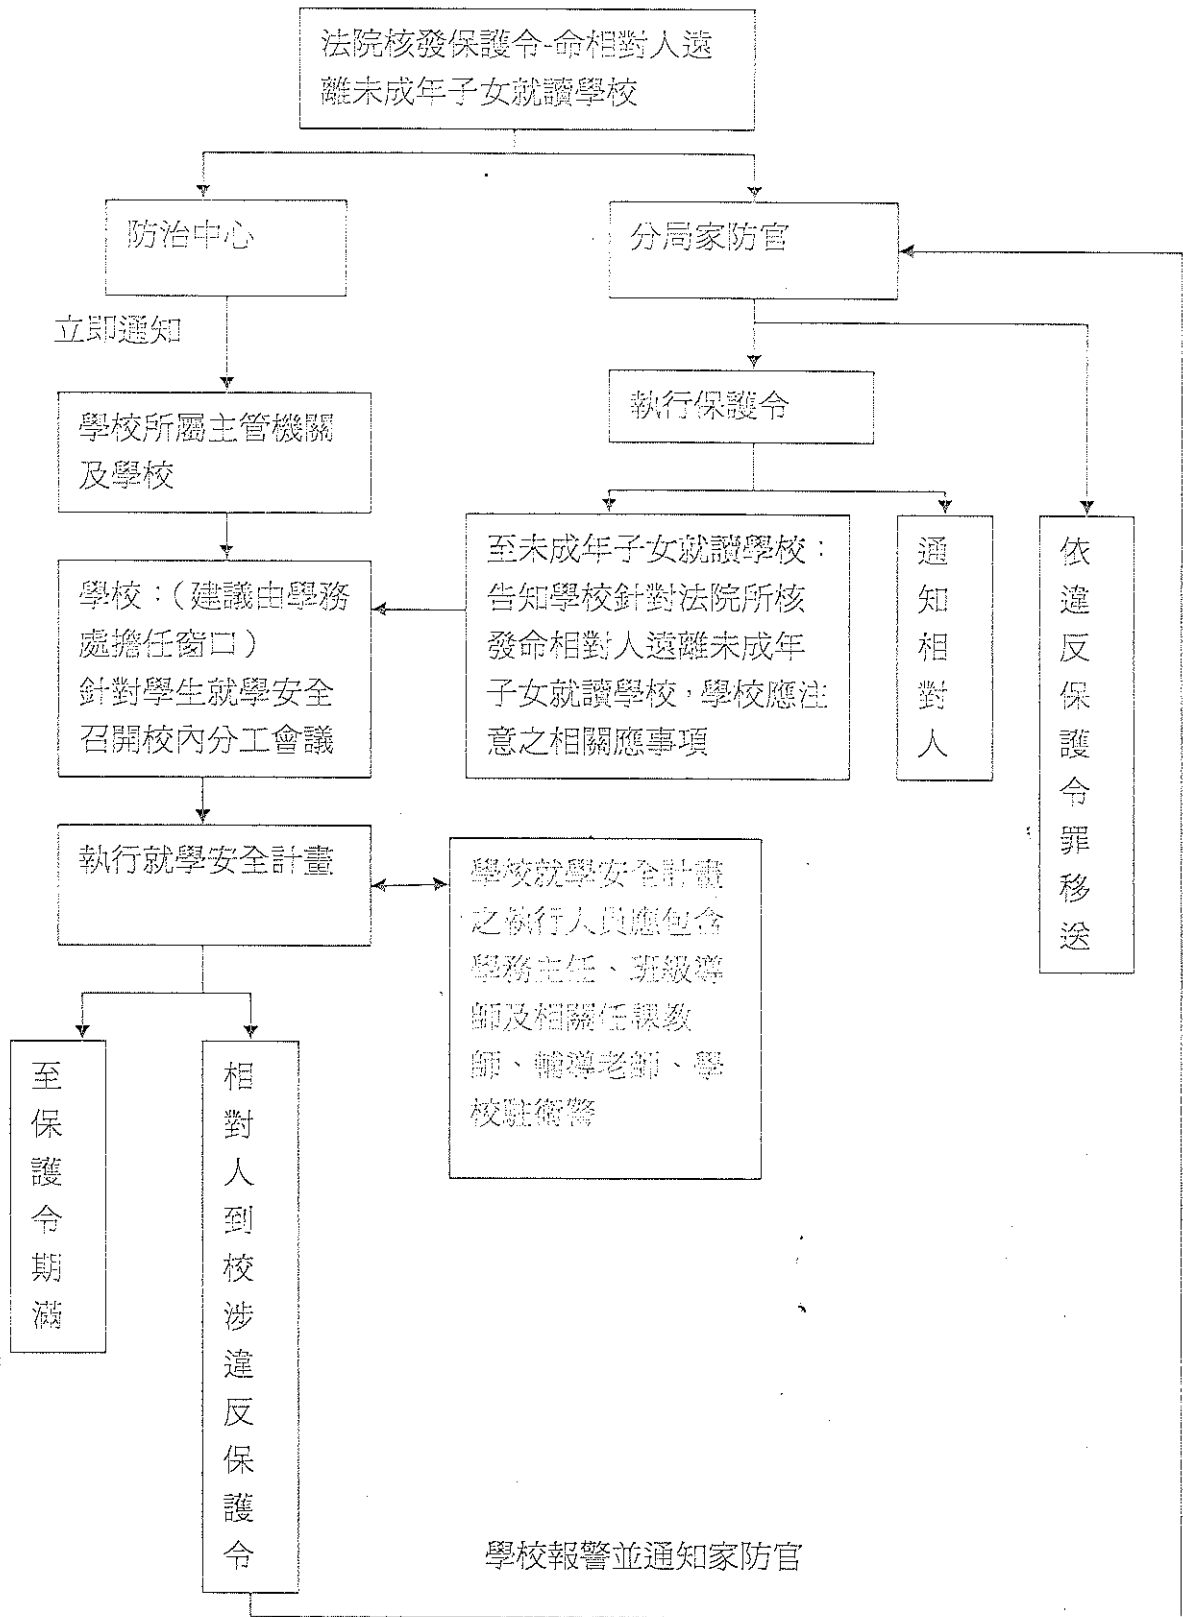 法院核發保護令-命相對人遠
離未成年子女就讀學校
防治中心
分局家防官
立即通知
執行保護令
學校所屬主管機關
及學校
至未成年子女就讀學校：
告知學校針對法院所核
發命相對人遠離未成年
子女就讀學校，學校應注
意之相關應事項
通知相對人
依違反保護令罪移送
學校：（建議由學務
處擔任窗口）
針對學生就學安全
召開校內分工會議
執行就學安全計畫
學校就學安全計畫
之執行人員應包含
學務主任、班級導
師及相關任課教
師、輔導老師、學
校駐衛警
至保護令期滿
相對人到校涉違反保護令
學校報警並通知家防官